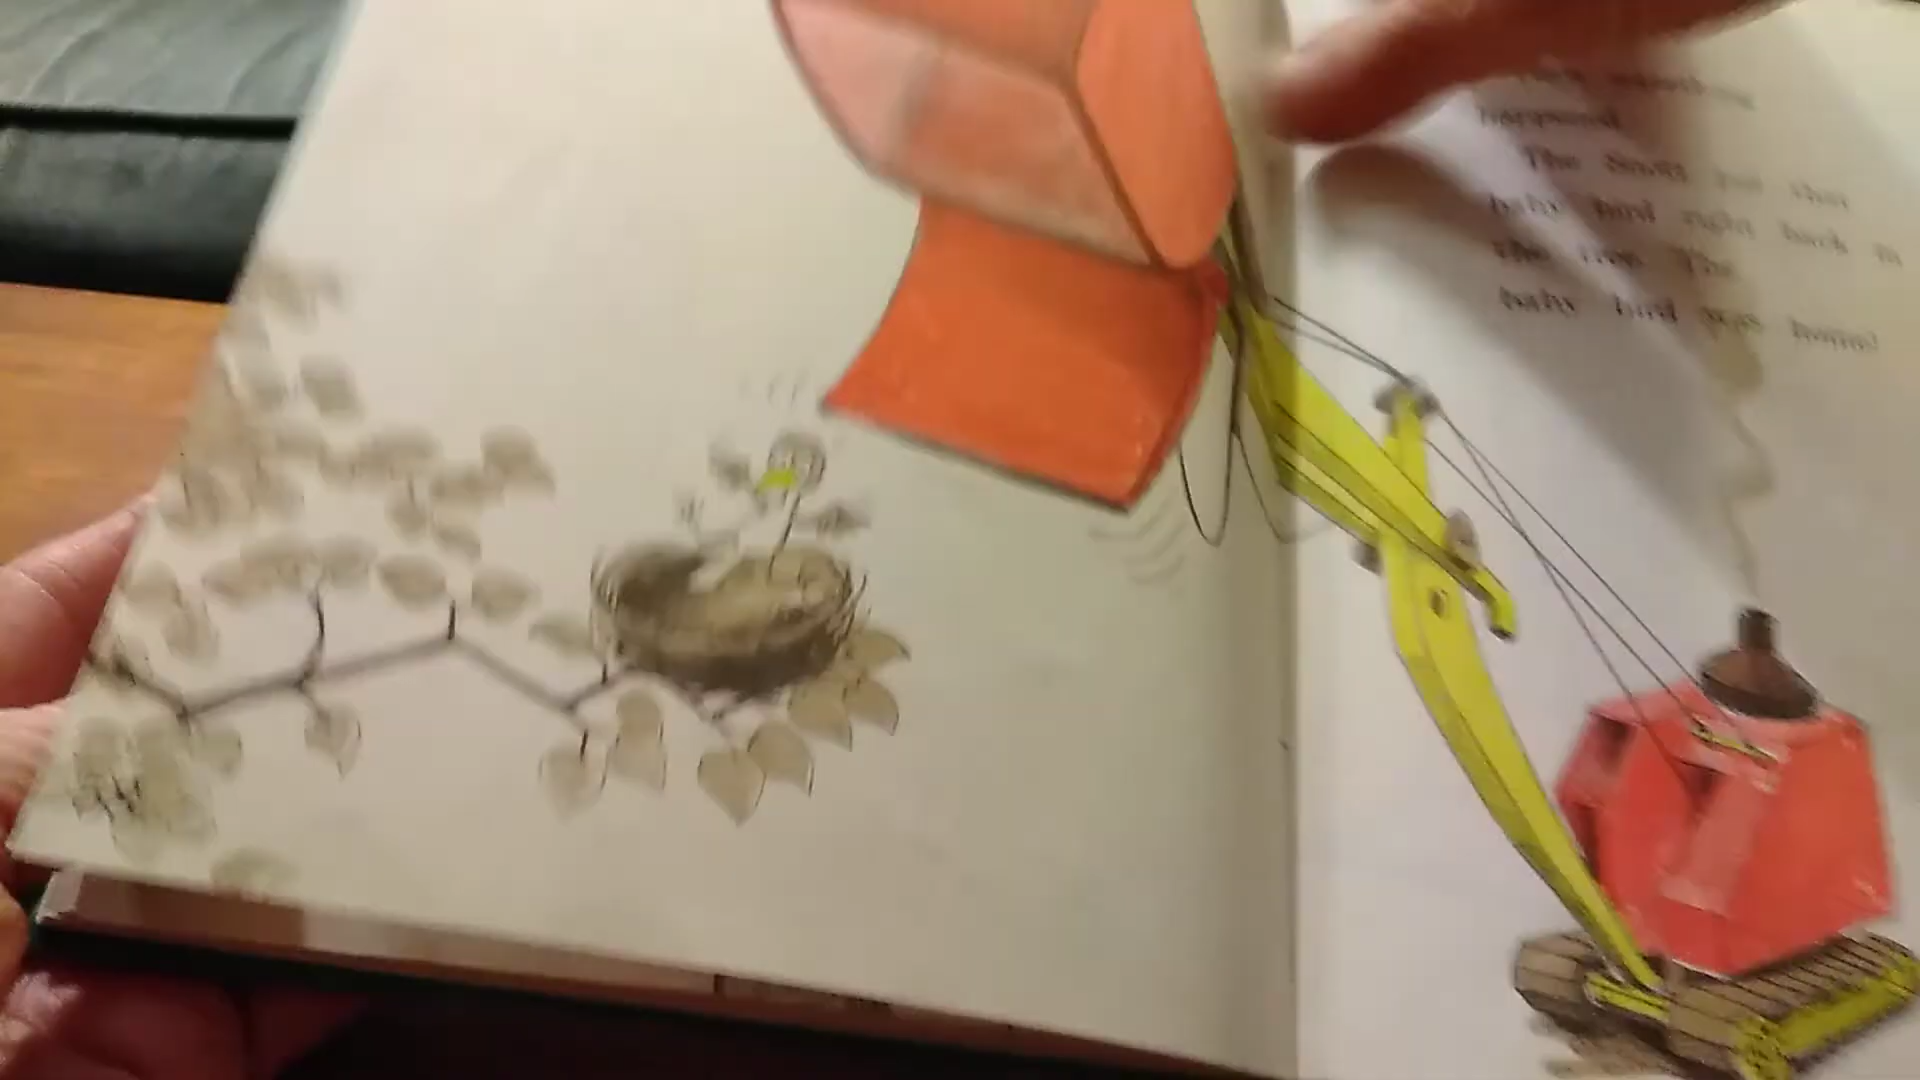 something
happened.
The Snort put that
baby bird right back in
the tree. The
baby bird was home!